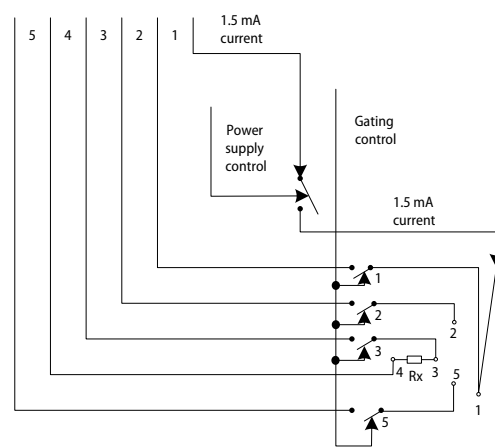 5 4 3 2 1
1.5 mA
current
Power
supply
control
Gating
control
1.5 mA
current
1
2
2
3
4 Rx 3
5
1
5